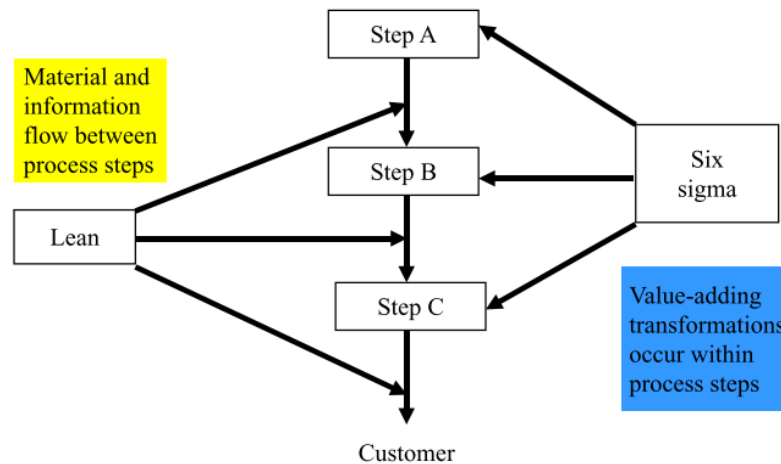 Step A
Material and
information
flow between
process steps
Step B
Six
sigma
Lean
Step C
Value-adding
transformations
occur within
process steps
Customer